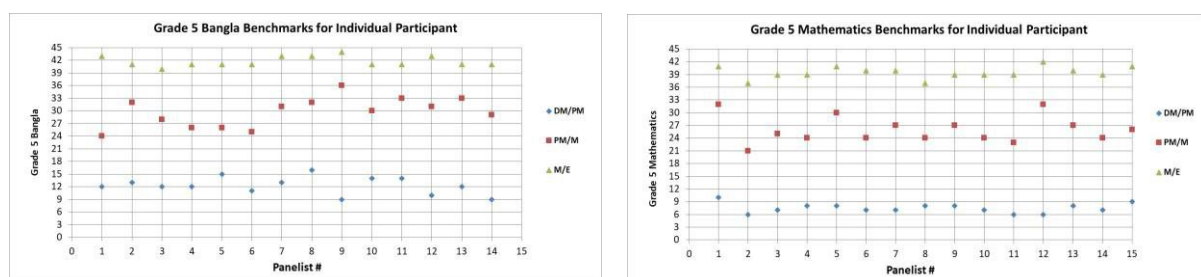 Grade 5 Bangla Benchmarks for Individual Participant
Grade 5 Bangla
45
42
39
36
33
30
27
24
21
18
15
12
9
6
3
0
0 1 2 3 4 5 6 7 8 9 10 11 12 13 14 15
Panelist #
DM/PM
PM/M
M/E
Grade 5 Mathematics Benchmarks for Individual Participant
Grade 5 Mathematics
45
42
39
36
33
30
27
24
21
18
15
12
9
6
3
0
0 1 2 3 4 5 6 7 8 9 10 11 12 13 14 15
Panelist #
DM/PM
PM/M
M/E